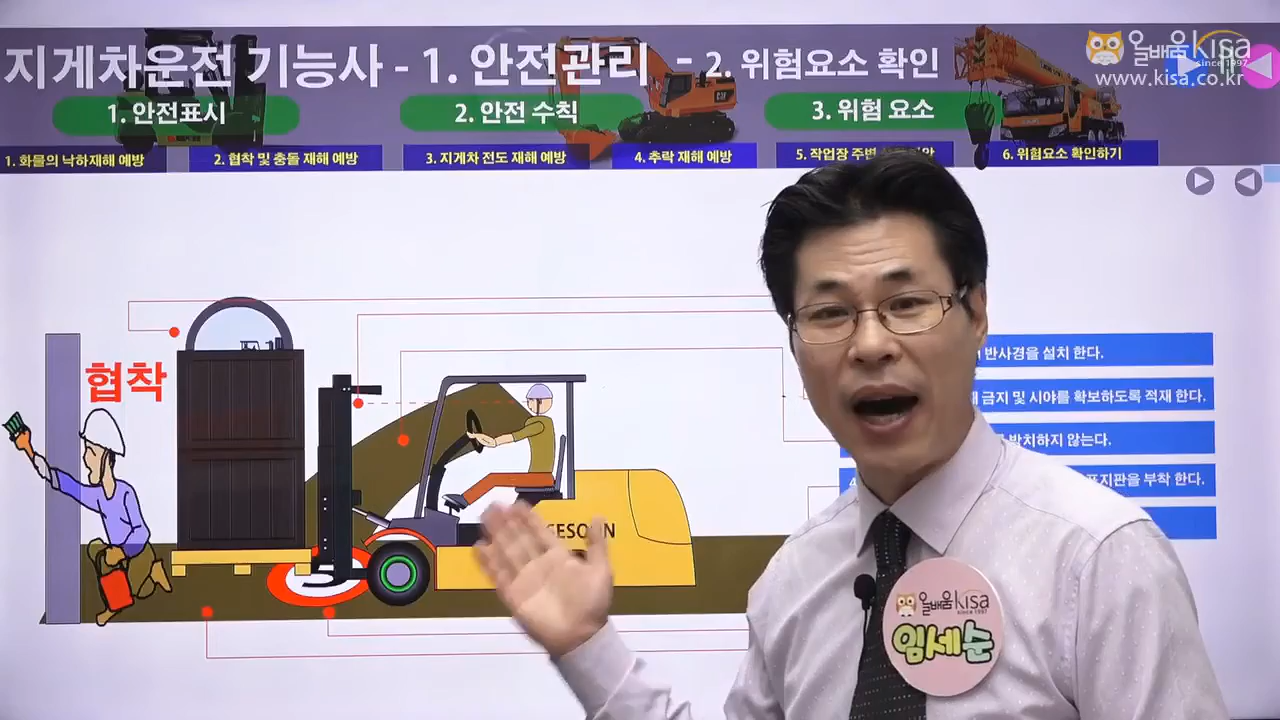 지게차운전 기능사 - 1. 안전관리 - 2. 위험요소 확인
올배움kisa
since 1997
www.kisa.co.kr
1. 안전표시
2. 안전 수칙
3. 위험 요소
1. 화물의 낙하재해 예방
2. 협착 및 충돌 재해 예방
3. 지게차 전도 재해 예방
4. 추락 재해 예방
5. 작업장 주변
6. 위험요소 확인하기
협착
반사경을 설치 한다.
금지 및 시야를 확보하도록 적재 한다.
방치하지 않는다.
표지판을 부착 한다.
올배움kisa
since 1997
임세순